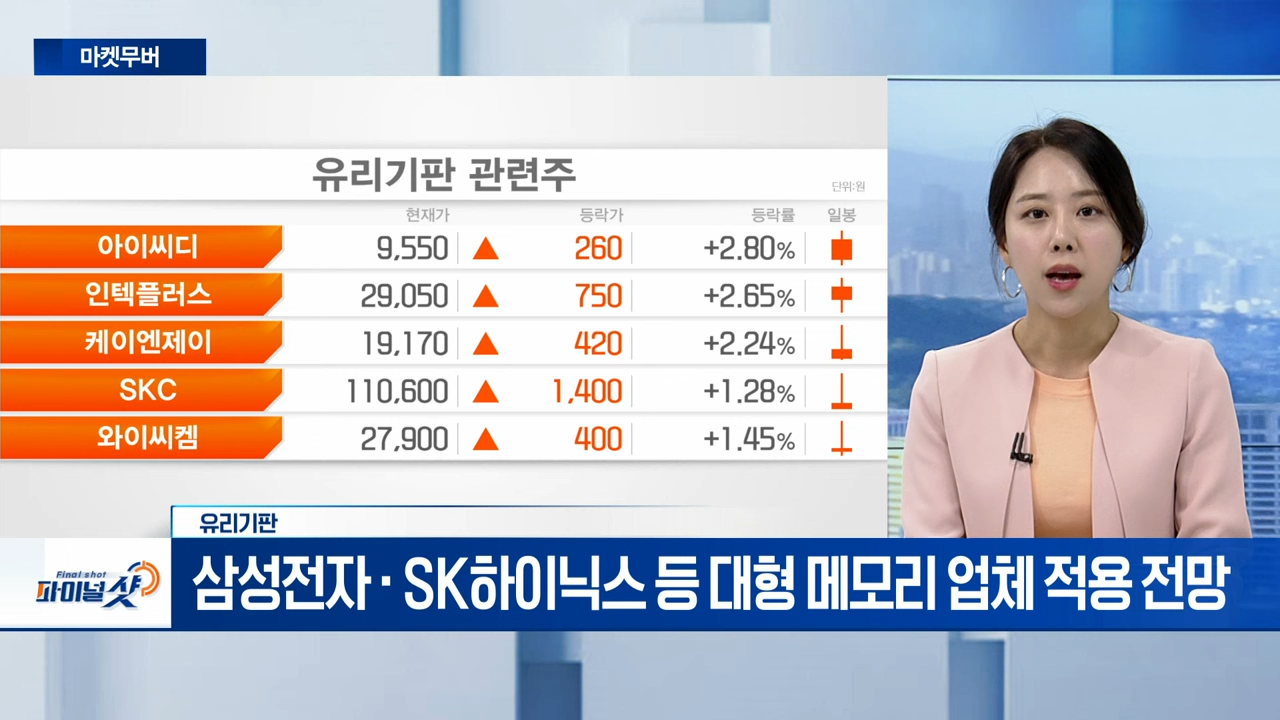 마켓무버
유리기판 관련주
단위:원
현재가 등락가 등락률 일봉
아이씨디 9,550 ▲ 260 +2.80%
인텍플러스 29,050 ▲ 750 +2.65%
케이엔제이 19,170 ▲ 420 +2.24%
SKC 110,600 ▲ 1,400 +1.28%
와이씨켐 27,900 ▲ 400 +1.45%
유리기판
Final shot
파이널샷
삼성전자· SK하이닉스 등 대형 메모리 업체 적용 전망